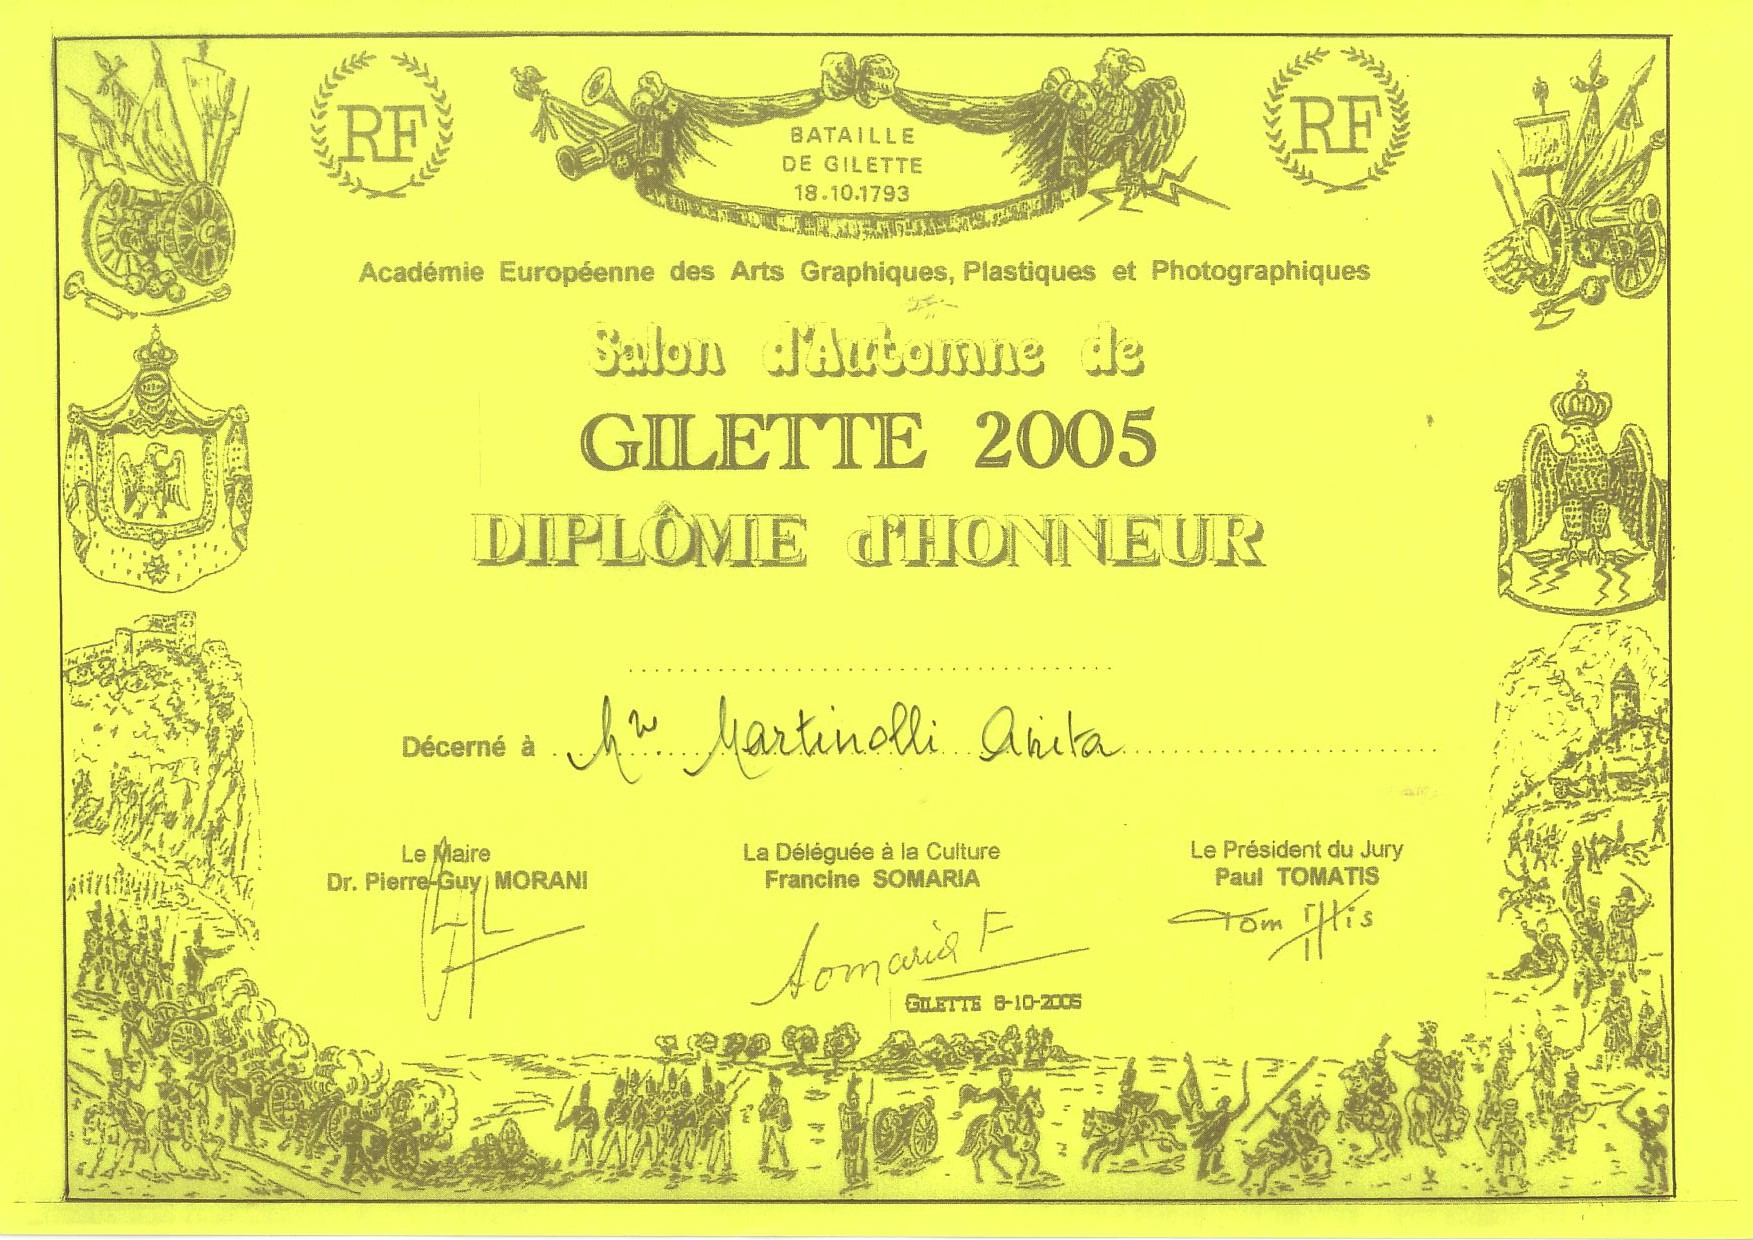 RF
BATAILLE
DE GILETTE
18.10.1793
RF
Académie Européenne des Arts Graphiques, Plastiques et Photographiques
Salon d'Automne de
GILETTE 2005
DIPLÔME d'HONNEUR
Décerné à Martinolli Anita
Le Maire
Dr. Pierre-Guy MORANI
La Déléguée à la Culture
Francine SOMARIA
Le Président du Jury
Paul TOMATIS
Somaria F
Tomattis
GILETTE 8-10-2005